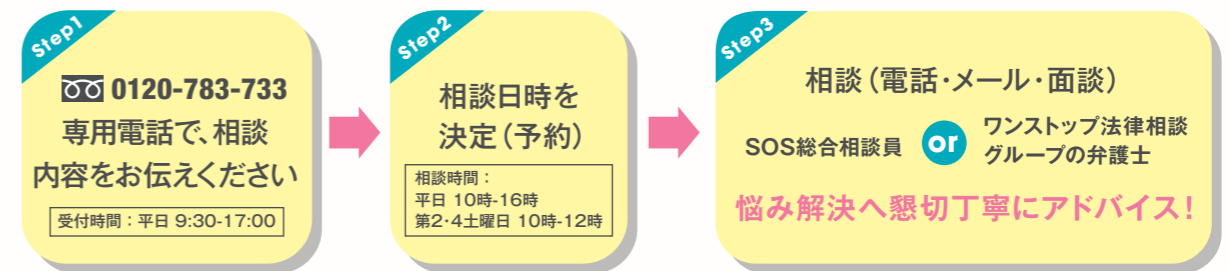 Step1
0120-783-733
専用電話で、相談
内容をお伝えください
受付時間：平日 9:30-17:00
Step2
相談日時を
決定（予約）
相談時間：
平日 10時-16時
第2・4土曜日 10時-12時
Step3
相談（電話・メール・面談）
SOS総合相談員
or
ワンストップ法律相談
グループの弁護士
悩み解決へ懇切丁寧にアドバイス！